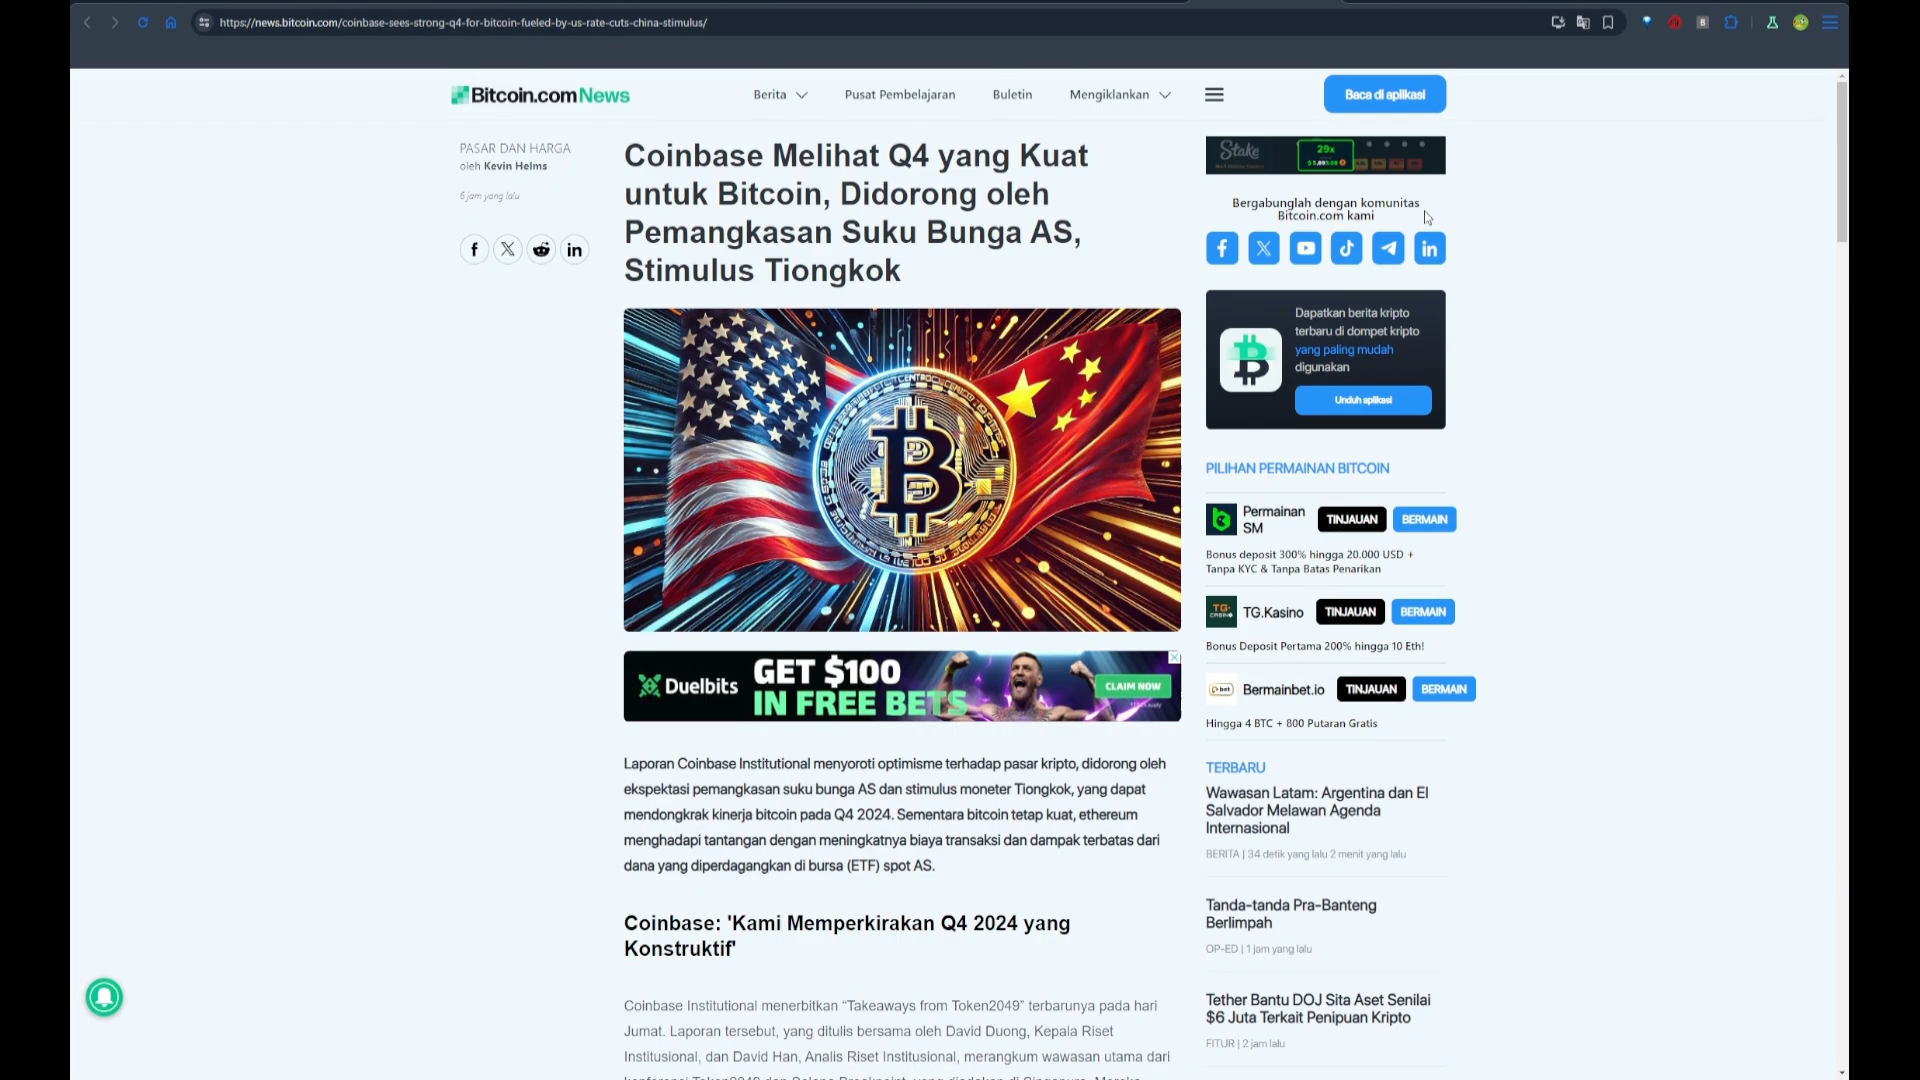 https://news.bitcoin.com/coinbase-sees-strong-q4-for-bitcoin-fueled-by-us-rate-cuts-china-stimulus/
Bitcoin.com News
Berita
Pusat Pembelajaran
Buletin
Mengiklankan
Baca di aplikasi
PASAR DAN HARGA
oleh Kevin Helms
6 jam yang lalu
Coinbase Melihat Q4 yang Kuat
untuk Bitcoin, Didorong oleh
Pemangkasan Suku Bunga AS,
Stimulus Tiongkok
Duelbits
GET $100
IN FREE BETS
CLAIM NOW
Laporan Coinbase Institutional menyoroti optimisme terhadap pasar kripto, didorong oleh
ekspektasi pemangkasan suku bunga AS dan stimulus moneter Tiongkok, yang dapat
mendongkrak kinerja bitcoin pada Q4 2024. Sementara bitcoin tetap kuat, ethereum
menghadapi tantangan dengan meningkatnya biaya transaksi dan dampak terbatas dari
dana yang diperdagangkan di bursa (ETF) spot AS.
Coinbase: 'Kami Memperkirakan Q4 2024 yang
Konstruktif'
Coinbase Institutional menerbitkan “Takeaways from Token2049” terbarunya pada hari
Jumat. Laporan tersebut, yang ditulis bersama oleh David Duong, Kepala Riset
Institusional, dan David Han, Analis Riset Institusional, merangkum wawasan utama dari
Stake
29x
Bergabunglah dengan komunitas
Bitcoin.com kami
Dapatkan berita kripto
terbaru di dompet kripto
yang paling mudah
digunakan
Unduh aplikasi
PILIHAN PERMAINAN BITCOIN
Permainan
SM
TINJAUAN
BERMAIN
Bonus deposit 300% hingga 20.000 USD +
Tanpa KYC & Tanpa Batas Penarikan
TG.Kasino
TINJAUAN
BERMAIN
Bonus Deposit Pertama 200% hingga 10 Eth!
Bermainbet.io
TINJAUAN
BERMAIN
Hingga 4 BTC + 800 Putaran Gratis
TERBARU
Wawasan Latam: Argentina dan El
Salvador Melawan Agenda
Internasional
BERITA | 34 detik yang lalu 2 menit yang lalu
Tanda-tanda Pra-Banteng
Berlimpah
OP-ED | 1 jam yang lalu
Tether Bantu DOJ Sita Aset Senilai
$6 Juta Terkait Penipuan Kripto
FITUR | 2 jam lalu